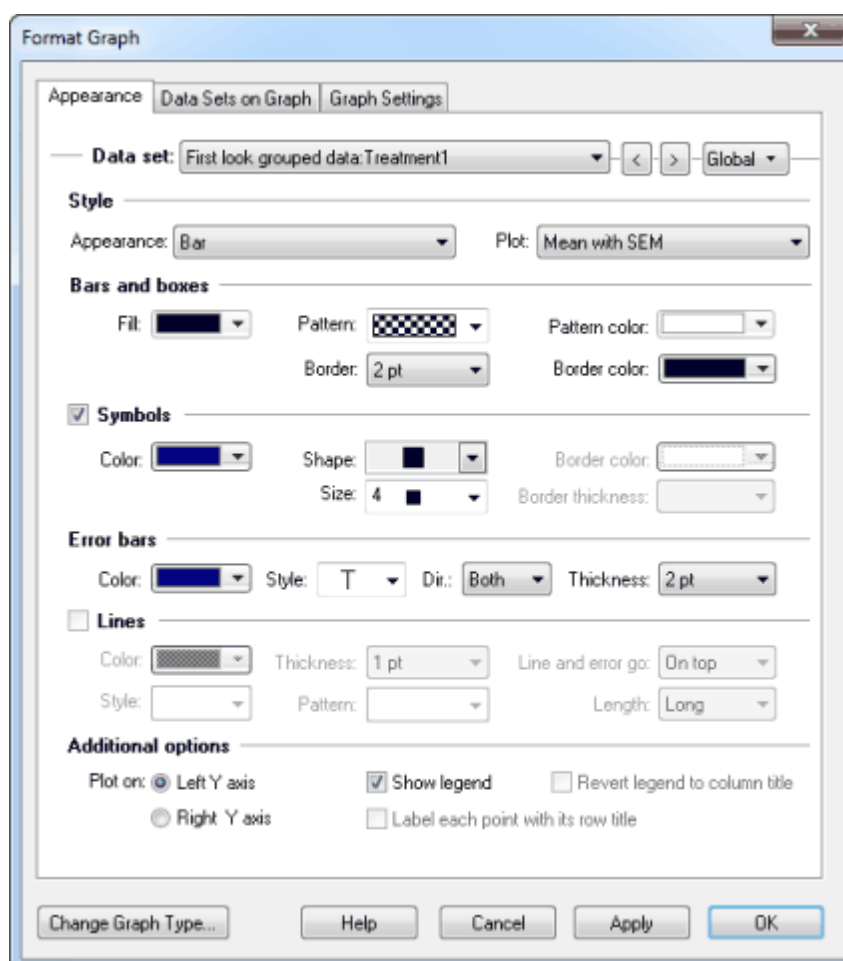 Format Graph
Appearance Data Sets on Graph Graph Settings
Data set: First look grouped data:Treatment1 < > Global
Style
Appearance: Bar Plot: Mean with SEM
Bars and boxes
Fill: Pattern: Pattern color:
Border: 2 pt Border color:
Symbols
Color: Shape: Border color:
Size: 4 Border thickness:
Error bars
Color: Style: Dir.: Both Thickness: 2 pt
Lines
Color: Thickness: 1 pt Line and error go: On top
Style: Pattern: Length: Long
Additional options
Plot on: Left Y axis Show legend Revert legend to column title
Right Y axis Label each point with its row title
Change Graph Type... Help Cancel Apply OK